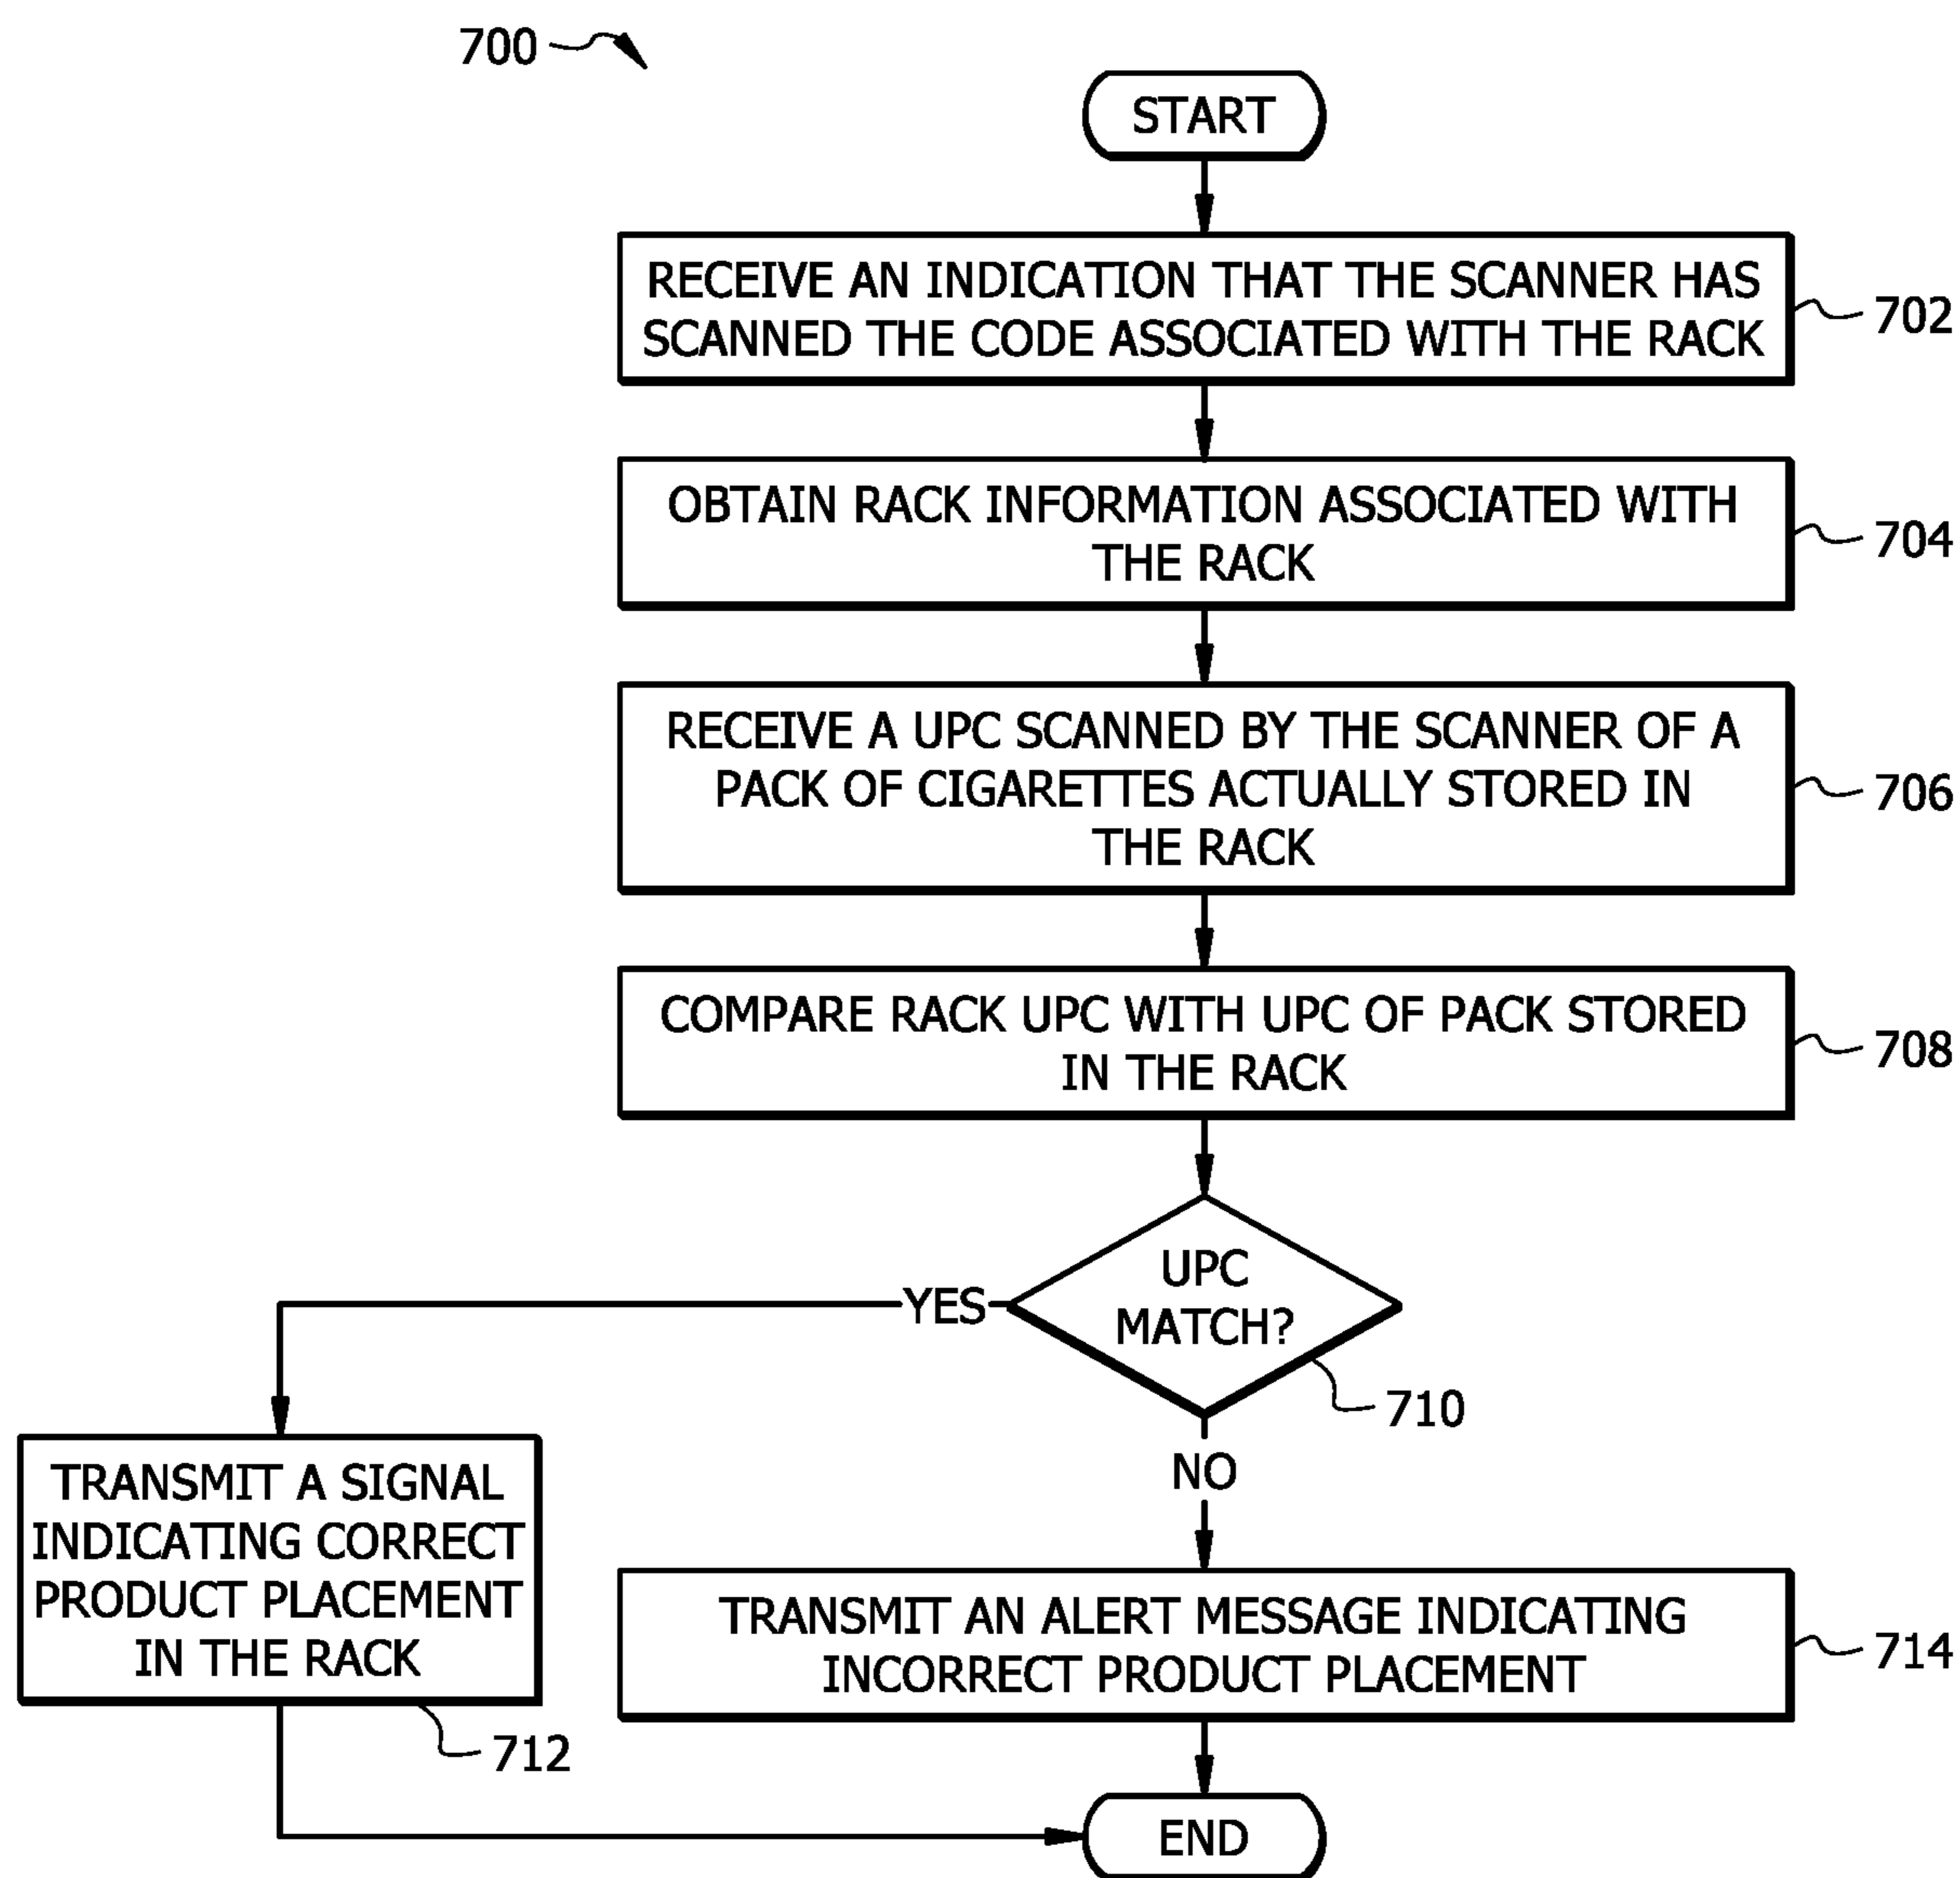 700
START
RECEIVE AN INDICATION THAT THE SCANNER HAS
SCANNED THE CODE ASSOCIATED WITH THE RACK
702
OBTAIN RACK INFORMATION ASSOCIATED WITH
THE RACK
704
RECEIVE A UPC SCANNED BY THE SCANNER OF A
PACK OF CIGARETTES ACTUALLY STORED IN
THE RACK
706
COMPARE RACK UPC WITH UPC OF PACK STORED
IN THE RACK
708
UPC
MATCH?
710
YES
NO
TRANSMIT A SIGNAL
INDICATING CORRECT
PRODUCT PLACEMENT
IN THE RACK
712
TRANSMIT AN ALERT MESSAGE INDICATING
INCORRECT PRODUCT PLACEMENT
714
END